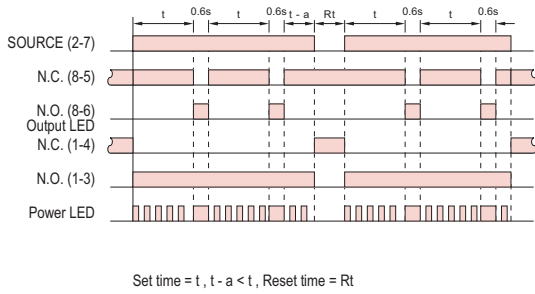 t 0.6s t 0.6s t - a Rt t 0.6s t 0.6s
SOURCE (2-7)
N.C. (8-5)
N.O. (8-6)
Output LED
N.C. (1-4)
N.O. (1-3)
Power LED
Set time = t , t - a < t , Reset time = Rt